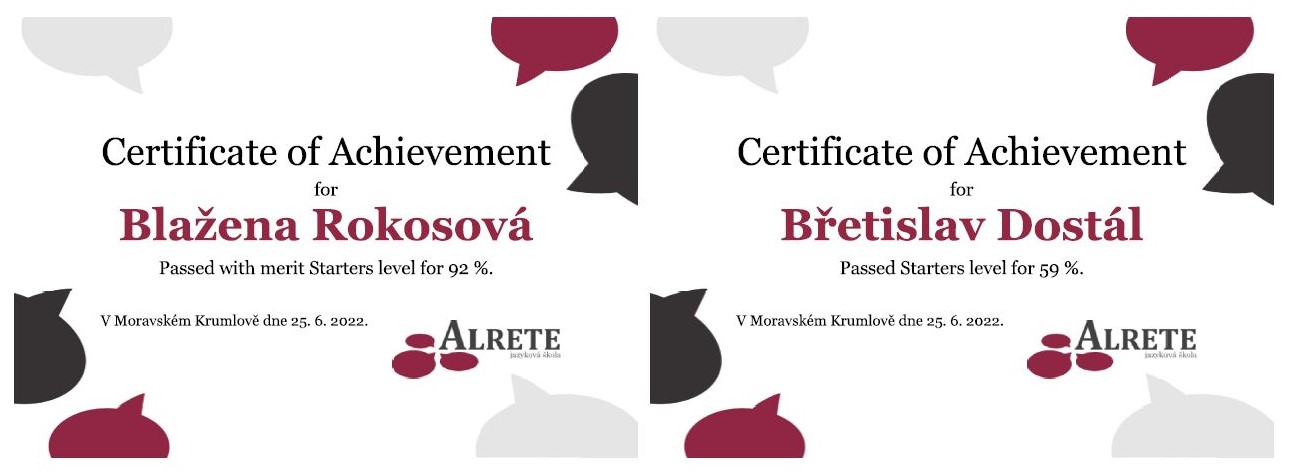 Certificate of Achievement
for
Blažena Rokosová
Passed with merit Starters level for 92 %.
V Moravském Krumlově dne 25. 6. 2022.
ALRETE
jazyková škola
Certificate of Achievement
for
Břetislav Dostál
Passed Starters level for 59 %.
V Moravském Krumlově dne 25. 6. 2022.
ALRETE
jazyková škola